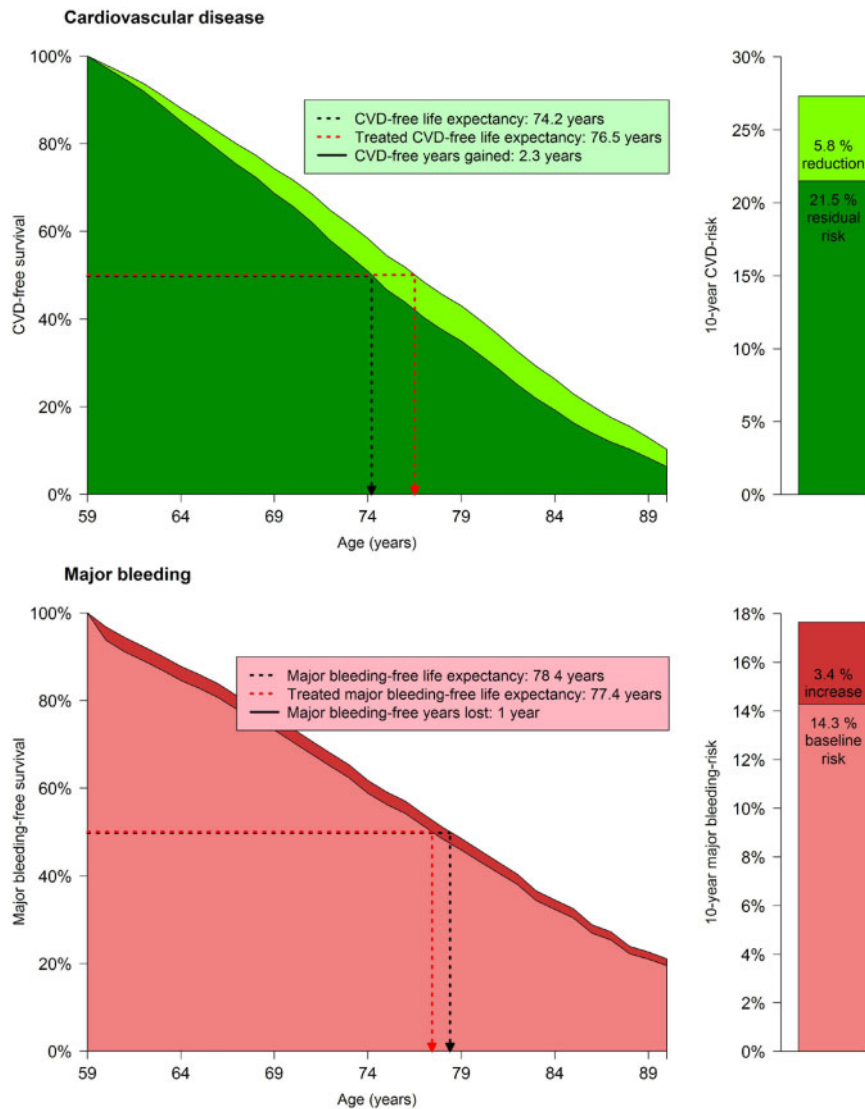 Cardiovascular disease
CVD-free survival
100%
80%
60%
40%
20%
0%
59
64
69
74
79
84
89
Age (years)
CVD-free life expectancy: 74.2 years
Treated CVD-free life expectancy: 76.5 years
CVD-free years gained: 2.3 years
10-year CVD-risk
30%
25%
20%
15%
10%
5%
0%
5.8 %
reduction
21.5 %
residual
risk
Major bleeding
Major bleeding-free survival
100%
80%
60%
40%
20%
0%
59
64
69
74
79
84
89
Age (years)
Major bleeding-free life expectancy: 78 4 years
Treated major bleeding-free life expectancy: 77.4 years
Major bleeding-free years lost: 1 year
10-year major bleeding-risk
18%
16%
14%
12%
10%
8%
6%
4%
2%
0%
3.4 %
increase
14.3 %
baseline
risk